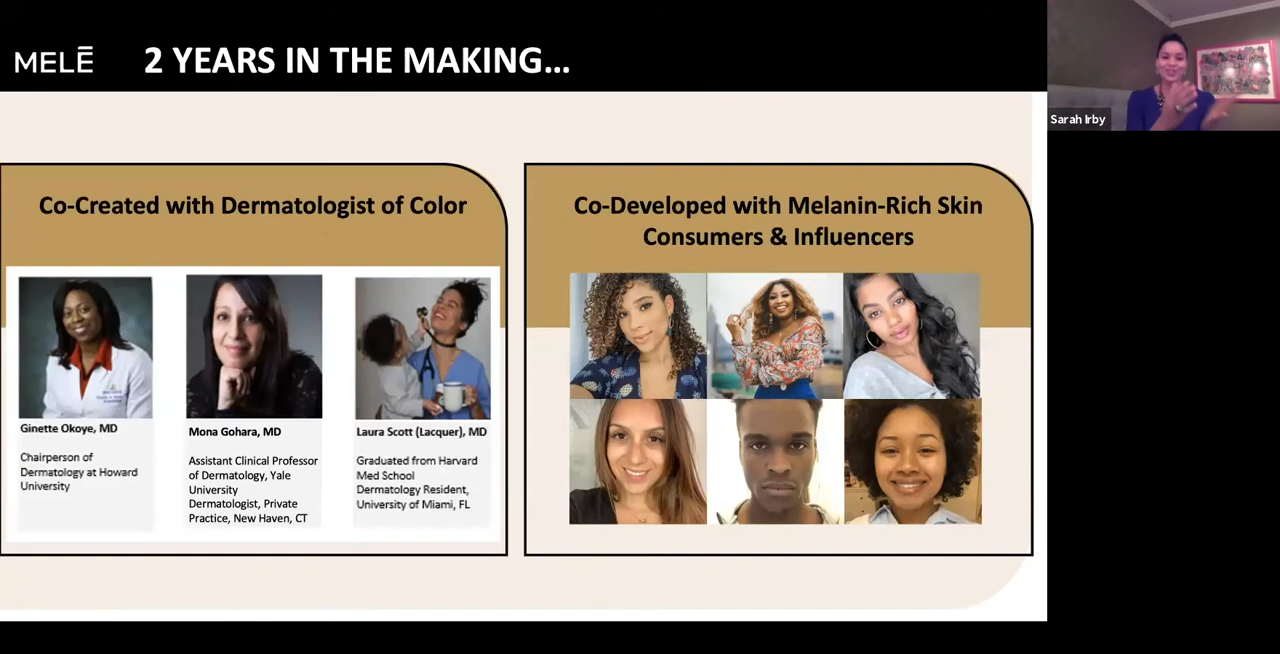 MELĒ
2 YEARS IN THE MAKING...
Sarah Irby
Co-Created with Dermatologist of Color
Ginette Okoye, MD
Chairperson of
Dermatology at Howard
University
Mona Gohara, MD
Assistant Clinical Professor
of Dermatology, Yale
University
Dermatologist, Private
Practice, New Haven, CT
Laura Scott (Lacquer), MD
Graduated from Harvard
Med School
Dermatology Resident,
University of Miami, FL
Co-Developed with Melanin-Rich Skin
Consumers & Influencers